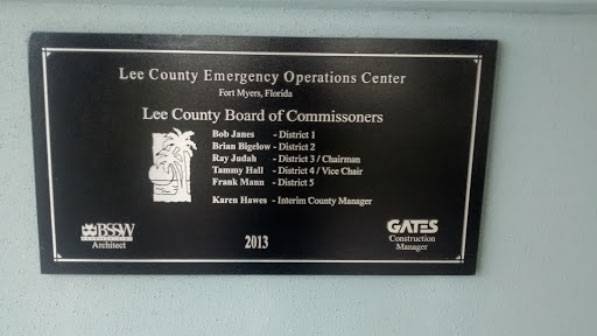 Lee County Emergency Operations Center
Fort Myers, Florida
Lee County Board of Commissoners
Bob Janes - District 1
Brian Bigelow - District 2
Ray Judah - District 3 / Chairman
Tammy Hall - District 4 / Vice Chair
Frank Mann - District 5
Karen Hawes - Interim County Manager
BSSW
Architect
2013
GATES
Construction
Manager